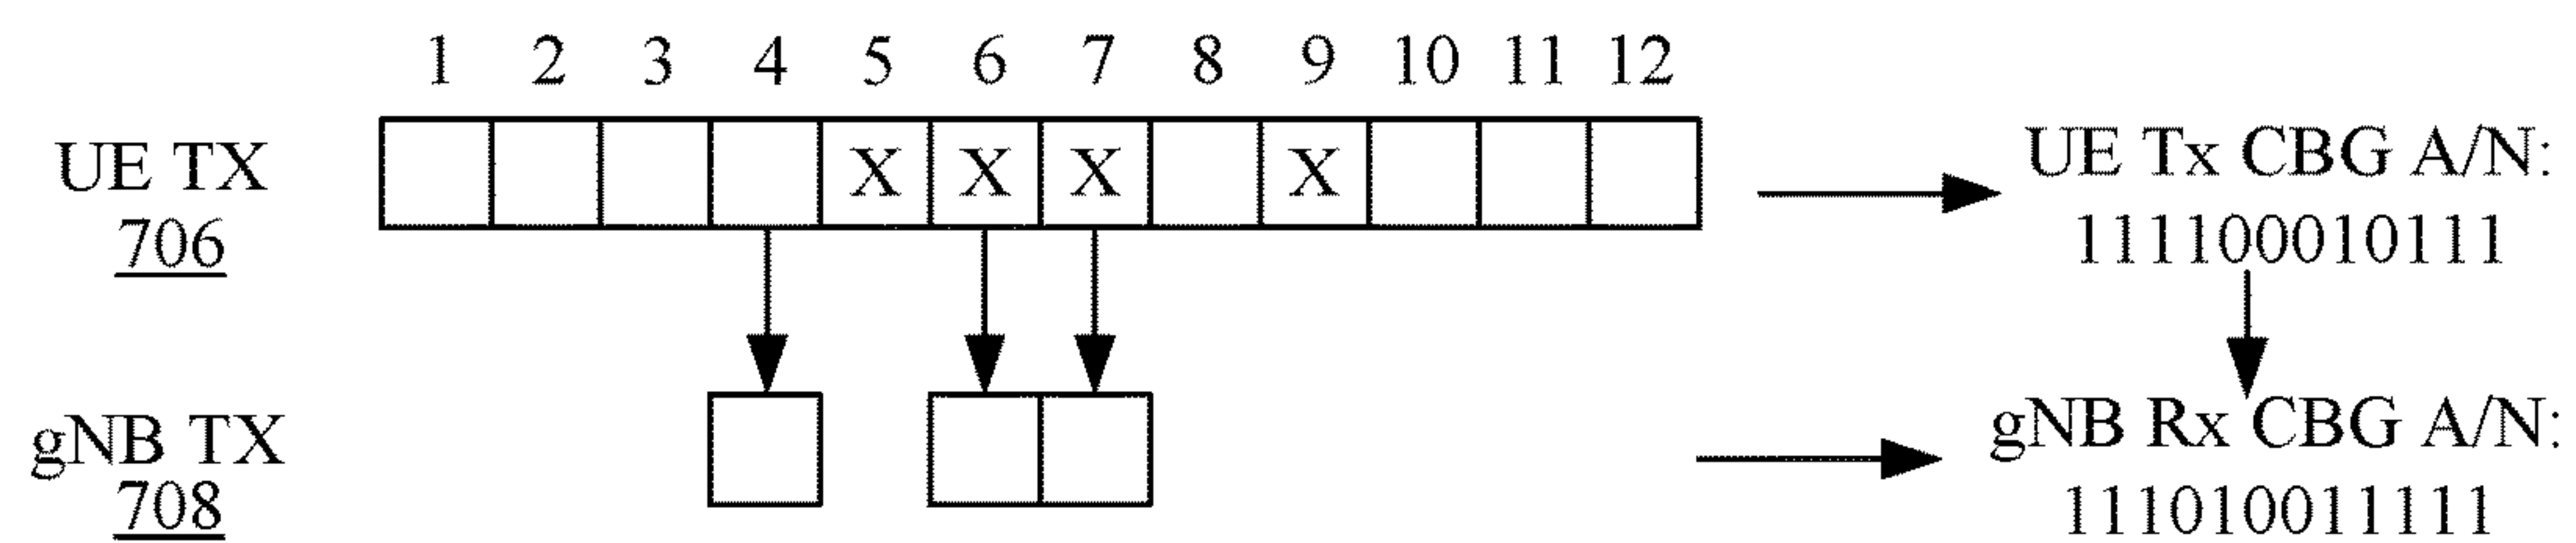 1 2 3 4 5 6 7 8 9 10 11 12
UE TX
706
X X X X
UE Tx CBG A/N:
111100010111
gNB TX
708
gNB Rx CBG A/N:
111010011111